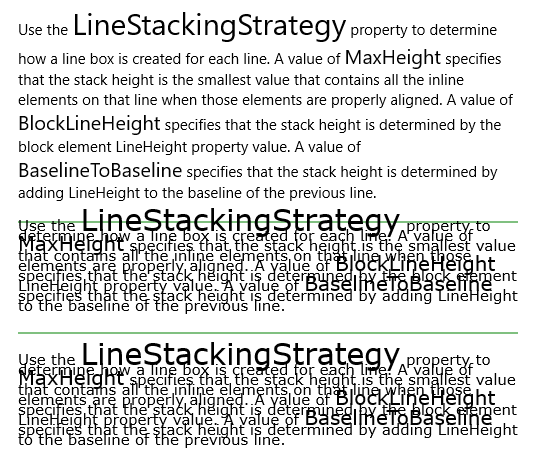 Use the LineStackingStrategy property to determine
how a line box is created for each line. A value of MaxHeight specifies
that the stack height is the smallest value that contains all the inline
elements on that line when those elements are properly aligned. A value of
BlockLineHeight specifies that the stack height is determined by the
block element LineHeight property value. A value of
BaselineToBaseline specifies that the stack height is determined by
adding LineHeight to the baseline of the previous line.
Use the LineStackingStrategy property to
determine how a line box is created for each line. A value of
MaxHeight specifies that the stack height is the smallest value
that contains all the inline elements on that line when those
elements are properly aligned. A value of BlockLineHeight
specifies that the stack height is determined by the block element
LineHeight property value. A value of BaselineToBaseline
specifies that the stack height is determined by adding LineHeight
to the baseline of the previous line.
Use the LineStackingStrategy property to
determine how a line box is created for each line. A value of
MaxHeight specifies that the stack height is the smallest value
that contains all the inline elements on that line when those
elements are properly aligned. A value of BlockLineHeight
specifies that the stack height is determined by the block element
LineHeight property value. A value of BaselineToBaseline
specifies that the stack height is determined by adding LineHeight
to the baseline of the previous line.